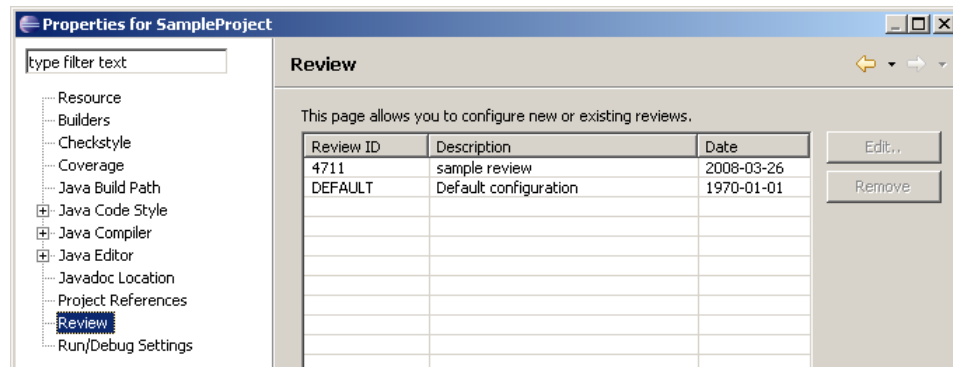 Properties for SampleProject
type filter text
Resource
Builders
Checkstyle
Coverage
Java Build Path
Java Code Style
Java Compiler
Java Editor
Javadoc Location
Project References
Review
Run/Debug Settings
Review
This page allows you to configure new or existing reviews.
Review ID Description Date
4711 sample review 2008-03-26
DEFAULT Default configuration 1970-01-01
Edit..
Remove